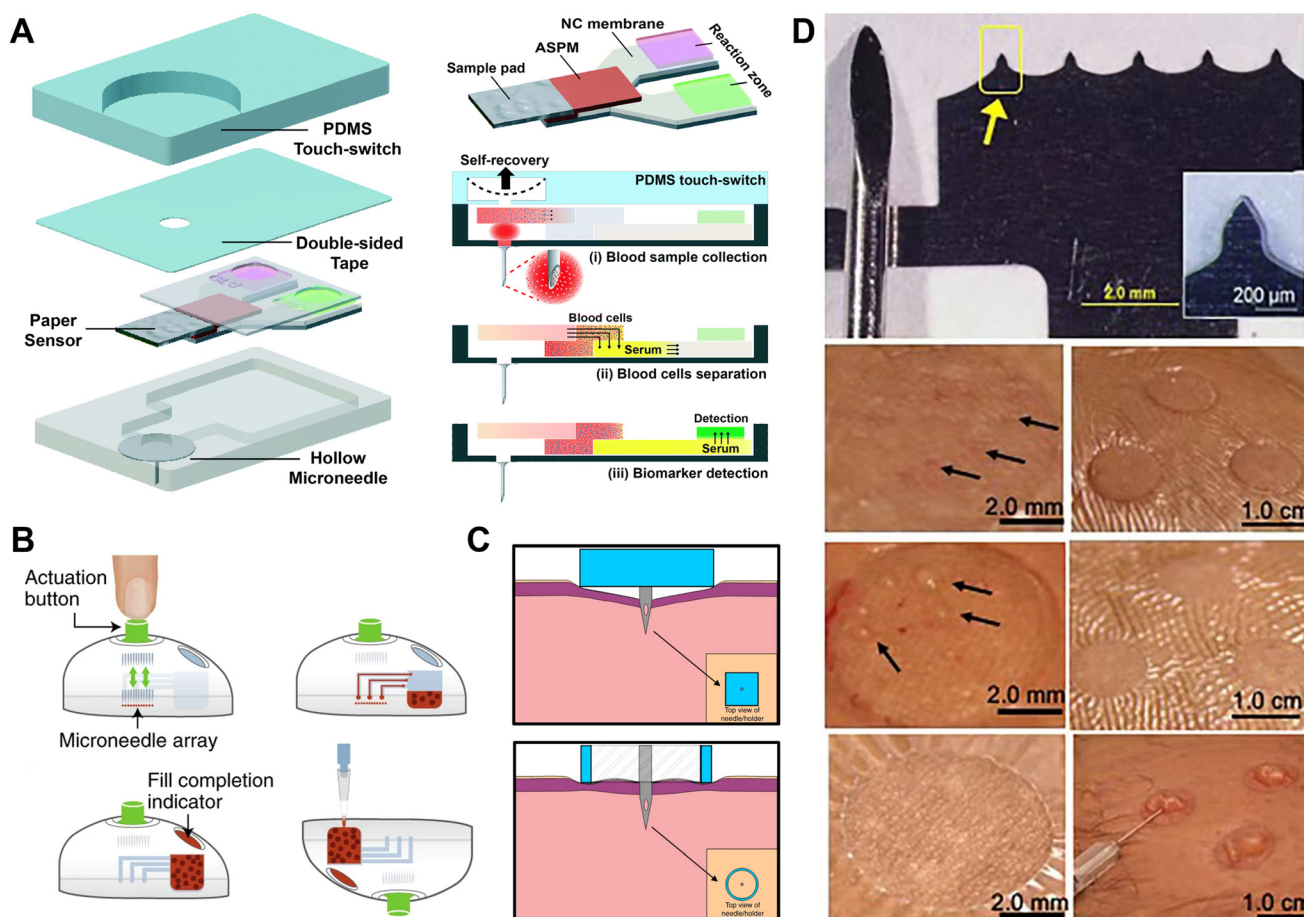 A
PDMS
Touch-switch
Double-sided
Tape
Paper
Sensor
Hollow
Microneedle
NC membrane
ASPM
Sample pad
Reaction
zone
Self-recovery
PDMS touch-switch
(i) Blood sample collection
Blood cells
Serum
(ii) Blood cells separation
Detection
Serum
(iii) Biomarker detection
B
Actuation
button
Microneedle array
Fill completion
indicator
C
Top view of
needle/holder
Top view of
needle/holder
D
2.0 mm
200 μm
2.0 mm
1.0 cm
2.0 mm
1.0 cm
2.0 mm
1.0 cm